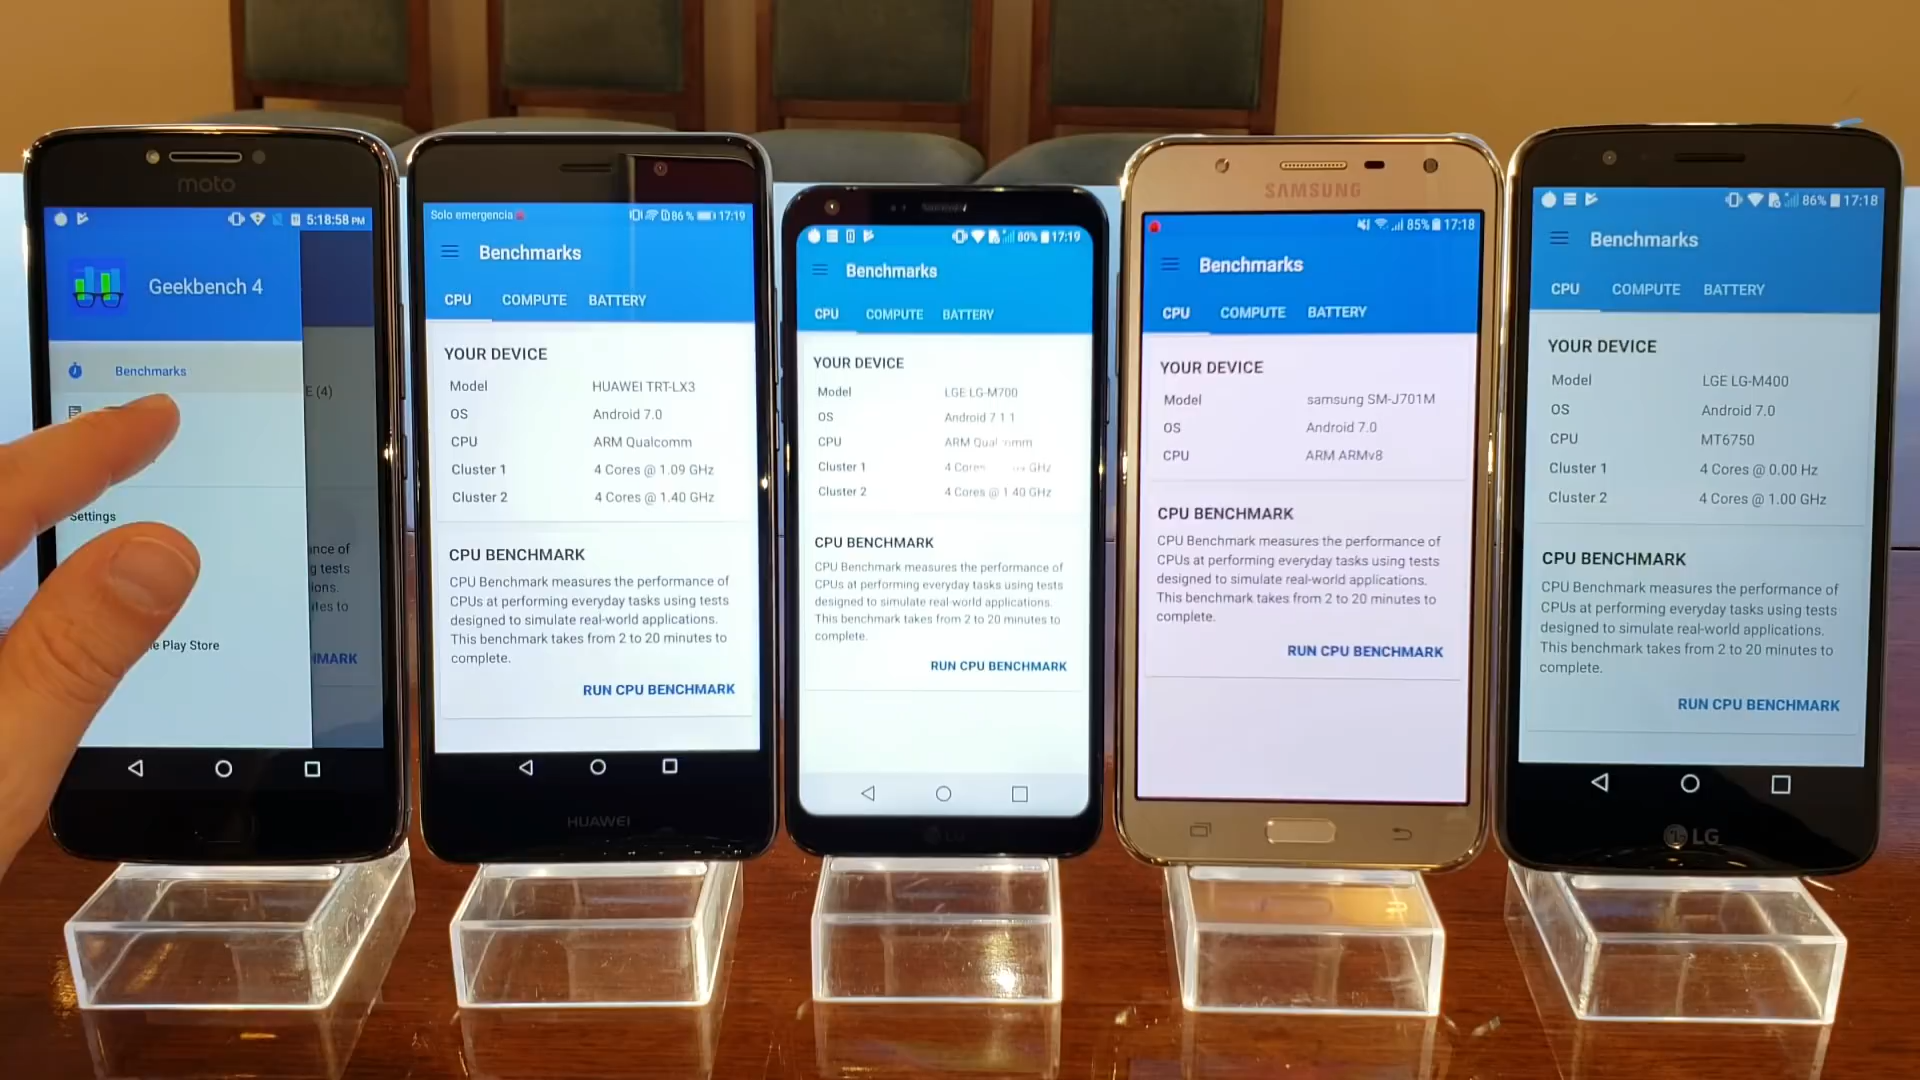 moto
5:18:58 PM
Geekbench 4
Benchmarks
E (4)
Settings
ance of
g tests
ions.
utes to
e Play Store
HMARK
Solo emergencia
86 % 17:19
Benchmarks
CPU COMPUTE BATTERY
YOUR DEVICE
Model HUAWEI TRT-LX3
OS Android 7.0
CPU ARM Qualcomm
Cluster 1 4 Cores @ 1.09 GHz
Cluster 2 4 Cores @ 1.40 GHz
CPU BENCHMARK
CPU Benchmark measures the performance of
CPUs at performing everyday tasks using tests
designed to simulate real-world applications.
This benchmark takes from 2 to 20 minutes to
complete.
RUN CPU BENCHMARK
HUAWEI
80% 17:19
Benchmarks
CPU COMPUTE BATTERY
YOUR DEVICE
Model LGE LG-M700
OS Android 7.1.1
CPU ARM Qualcomm
Cluster 1 4 Cores GHz
Cluster 2 4 Cores @ 1.40 GHz
CPU BENCHMARK
CPU Benchmark measures the performance of
CPUs at performing everyday tasks using tests
designed to simulate real-world applications.
This benchmark takes from 2 to 20 minutes to
complete.
RUN CPU BENCHMARK
LG
SAMSUNG
85% 17:18
Benchmarks
CPU COMPUTE BATTERY
YOUR DEVICE
Model samsung SM-J701M
OS Android 7.0
CPU ARM ARMv8
CPU BENCHMARK
CPU Benchmark measures the performance of
CPUs at performing everyday tasks using tests
designed to simulate real-world applications.
This benchmark takes from 2 to 20 minutes to
complete.
RUN CPU BENCHMARK
86% 17:18
Benchmarks
CPU COMPUTE BATTERY
YOUR DEVICE
Model LGE LG-M400
OS Android 7.0
CPU MT6750
Cluster 1 4 Cores @ 0.00 Hz
Cluster 2 4 Cores @ 1.00 GHz
CPU BENCHMARK
CPU Benchmark measures the performance of
CPUs at performing everyday tasks using tests
designed to simulate real-world applications.
This benchmark takes from 2 to 20 minutes to
complete.
RUN CPU BENCHMARK
LG